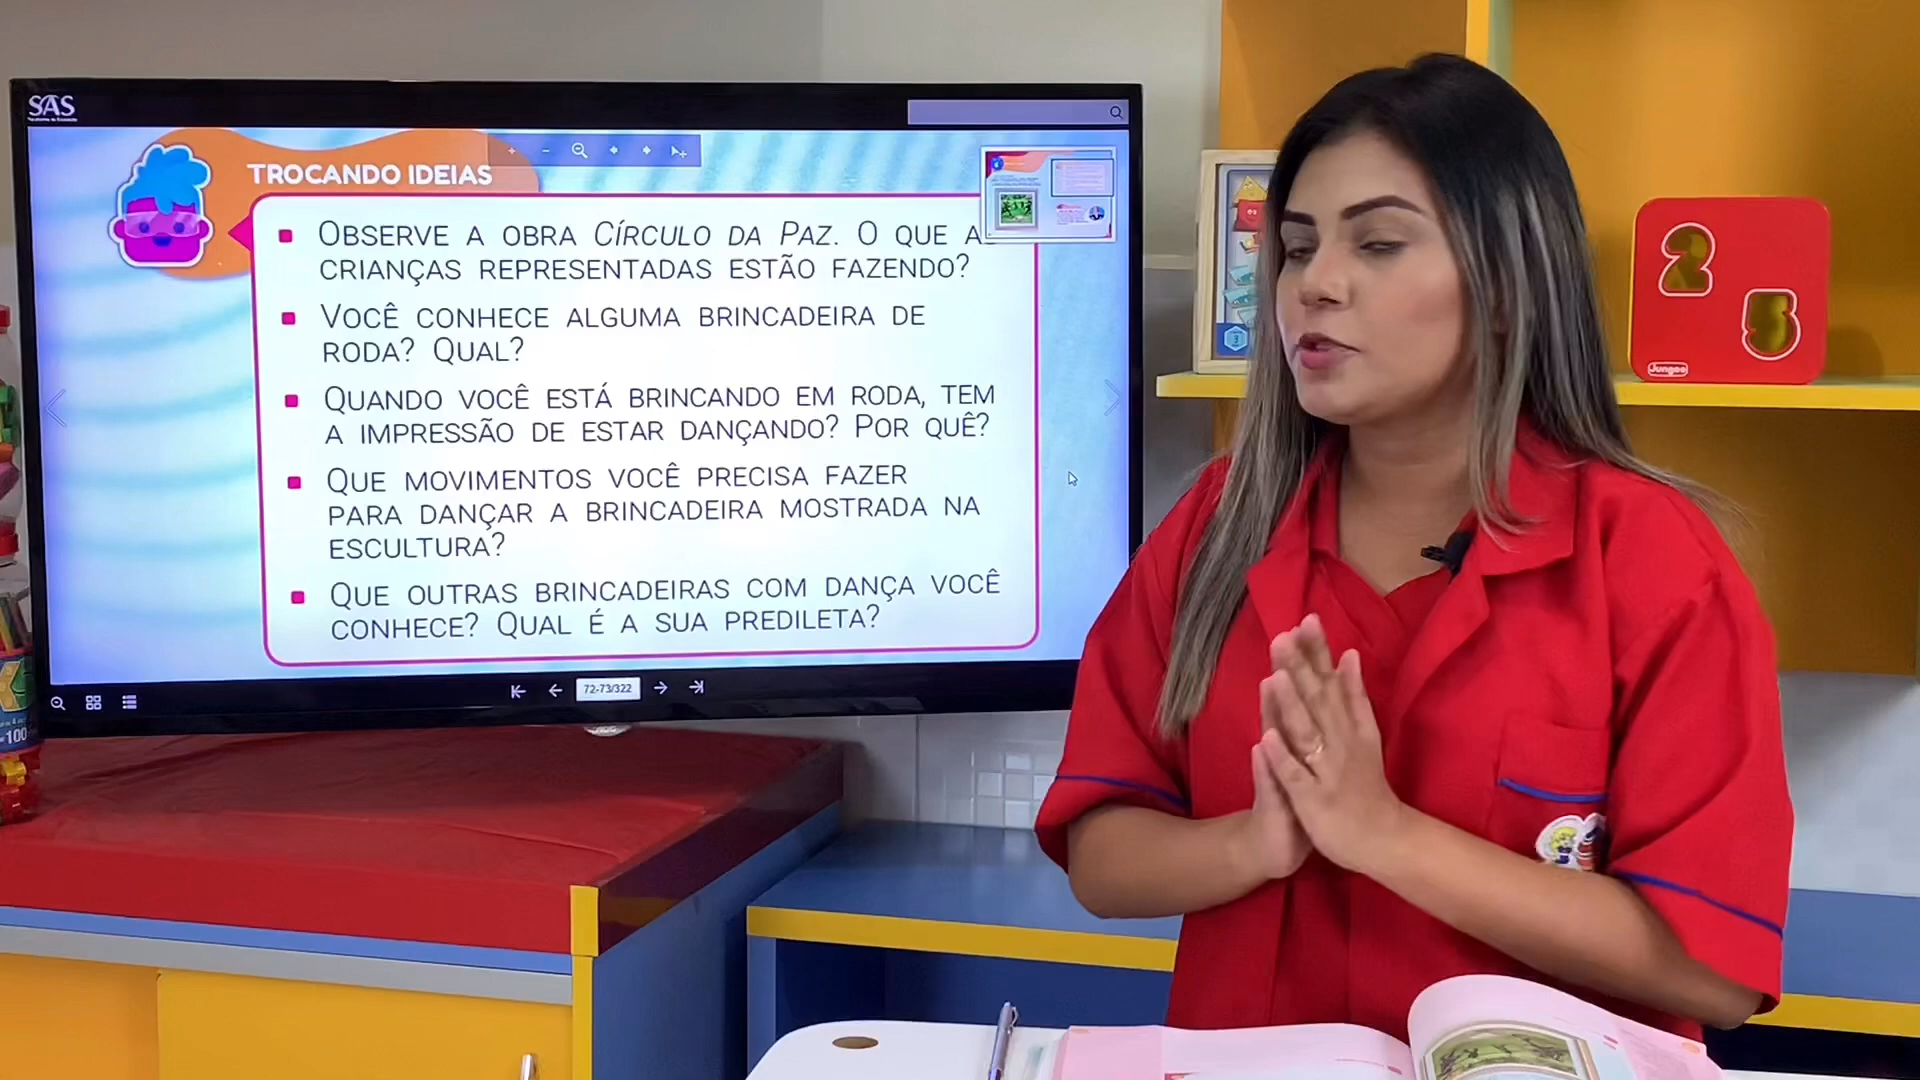 SAS
TROCANDO IDEIAS
OBSERVE A OBRA CÍRCULO DA PAZ. O QUE AS
CRIANÇAS REPRESENTADAS ESTÃO FAZENDO?
VOCÊ CONHECE ALGUMA BRINCADEIRA DE
RODA? QUAL?
QUANDO VOCÊ ESTÁ BRINCANDO EM RODA, TEM
A IMPRESSÃO DE ESTAR DANÇANDO? POR QUÊ?
QUE MOVIMENTOS VOCÊ PRECISA FAZER
PARA DANÇAR A BRINCADEIRA MOSTRADA NA
ESCULTURA?
QUE OUTRAS BRINCADEIRAS COM DANÇA VOCÊ
CONHECE? QUAL É A SUA PREDILETA?
72-73/322
2
5
Junges
3
100